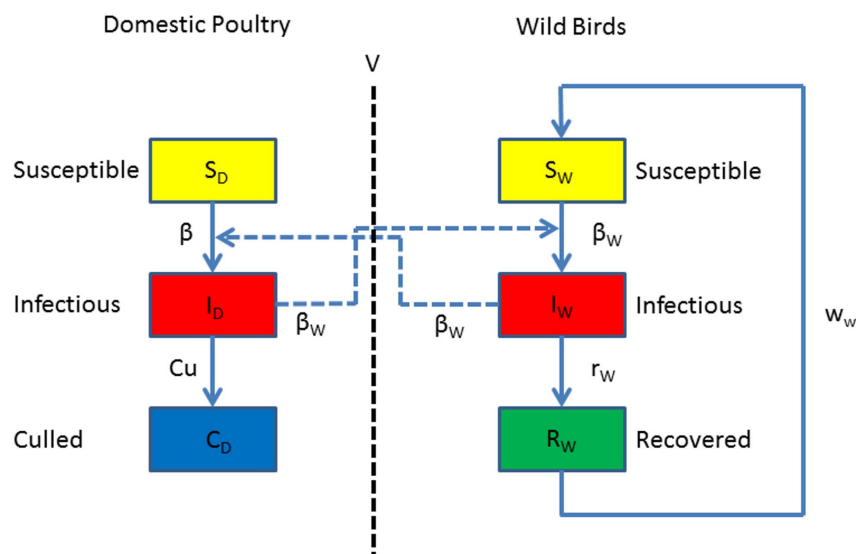 Domestic Poultry
Wild Birds
V
Susceptible
S_D
S_W
Susceptible
β
β_W
Infectious
I_D
I_W
Infectious
β_W
β_W
w_w
Cu
r_W
Culled
C_D
R_W
Recovered